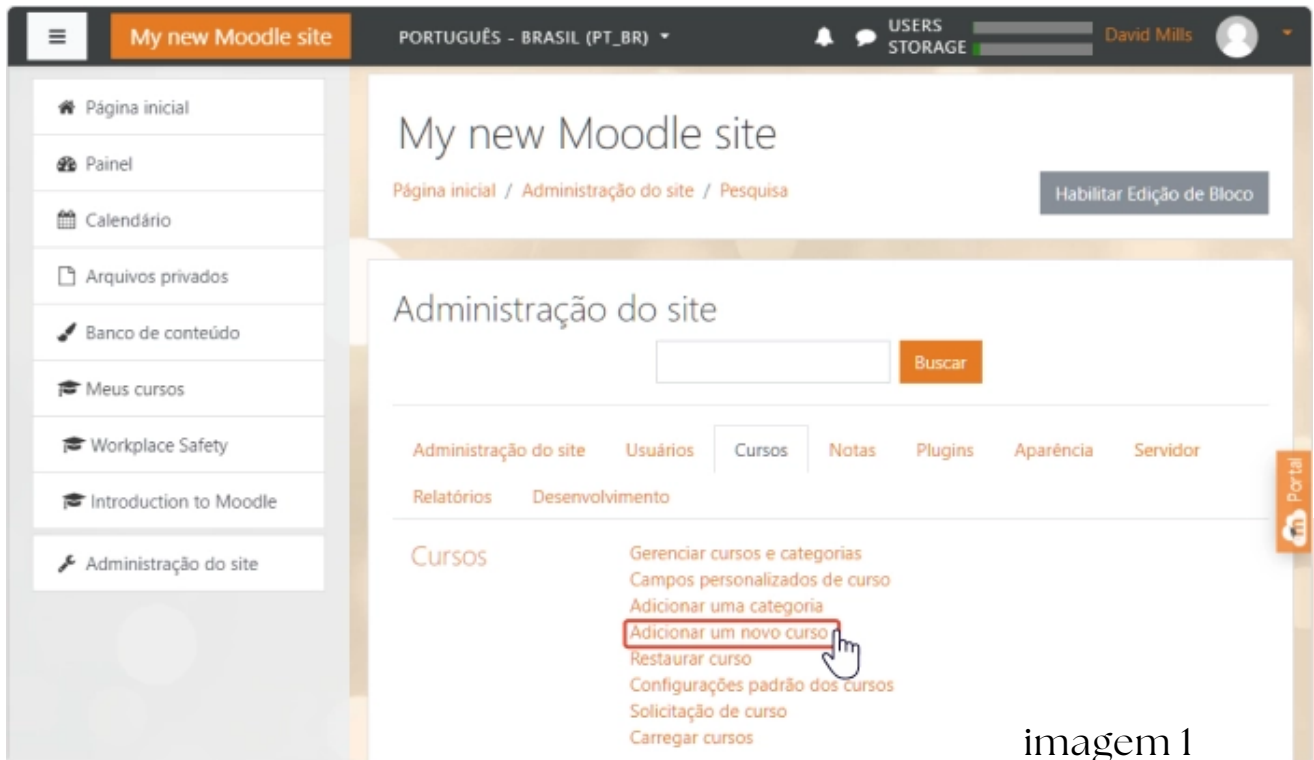 My new Moodle site
PORTUGUÊS - BRASIL (PT_BR)
USERS
STORAGE
David Mills
Página inicial
Painel
Calendário
Arquivos privados
Banco de conteúdo
Meus cursos
Workplace Safety
Introduction to Moodle
Administração do site
My new Moodle site
Página inicial / Administração do site / Pesquisa
Habilitar Edição de Bloco
Administração do site
Buscar
Administração do site Usuários Cursos Notas Plugins Aparência Servidor
Relatórios Desenvolvimento
Cursos
Gerenciar cursos e categorias
Campos personalizados de curso
Adicionar uma categoria
Adicionar um novo curso
Restaurar curso
Configurações padrão dos cursos
Solicitação de curso
Carregar cursos
m Portal
imagem 1